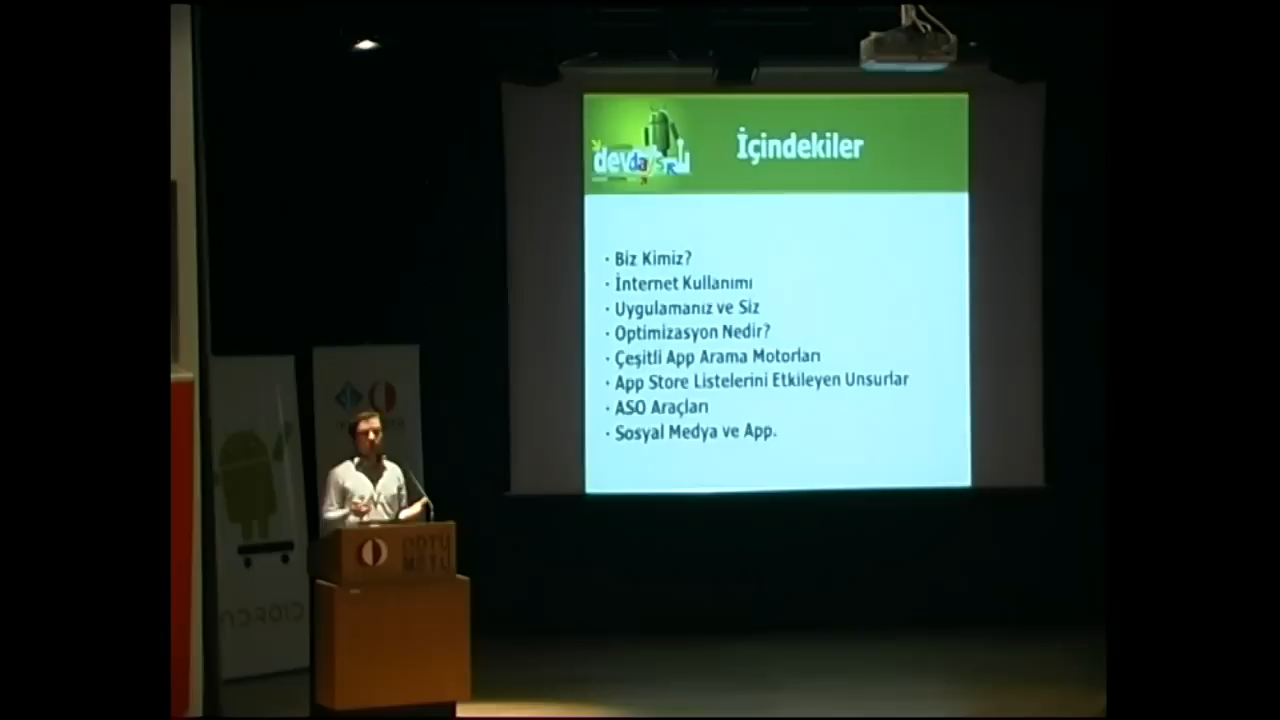 devdays
İçindekiler
· Biz Kimiz?
· İnternet Kullanımı
· Uygulamanız ve Siz
· Optimizasyon Nedir?
· Çeşitli App Arama Motorları
· App Store Listelerini Etkileyen Unsurlar
· ASO Araçları
· Sosyal Medya ve App.
ODTÜ
METU
ANDROID